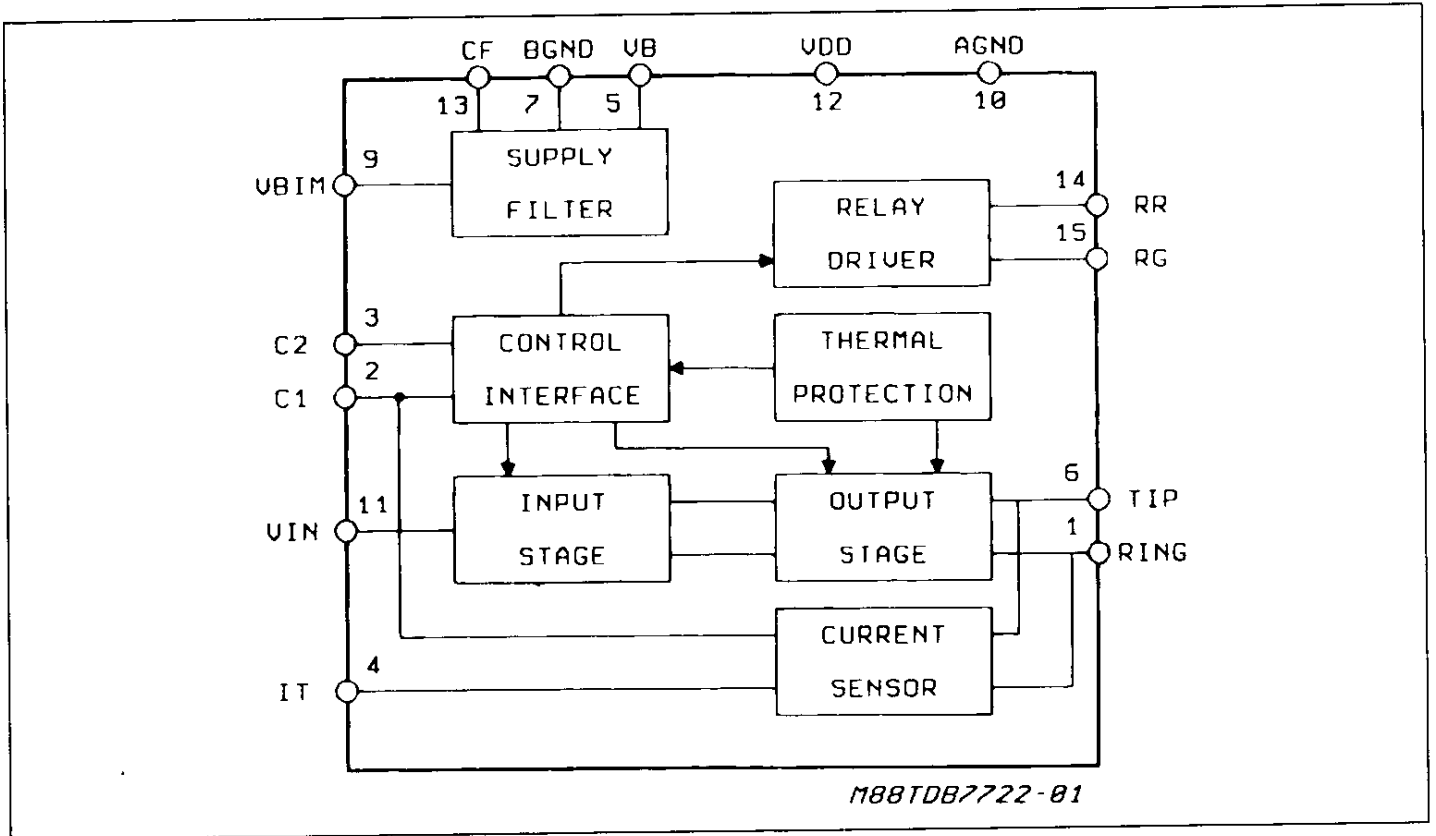 CF BGND VB VDD AGND
13 7 5 12 10
SUPPLY
FILTER
9
VBIM
RELAY
DRIVER
14
RR
15
RG
3
C2
2
C1
CONTROL
INTERFACE
THERMAL
PROTECTION
11
VIN
INPUT
STAGE
OUTPUT
STAGE
6
TIP
1
RING
CURRENT
SENSOR
4
IT
M88TDB7722-01